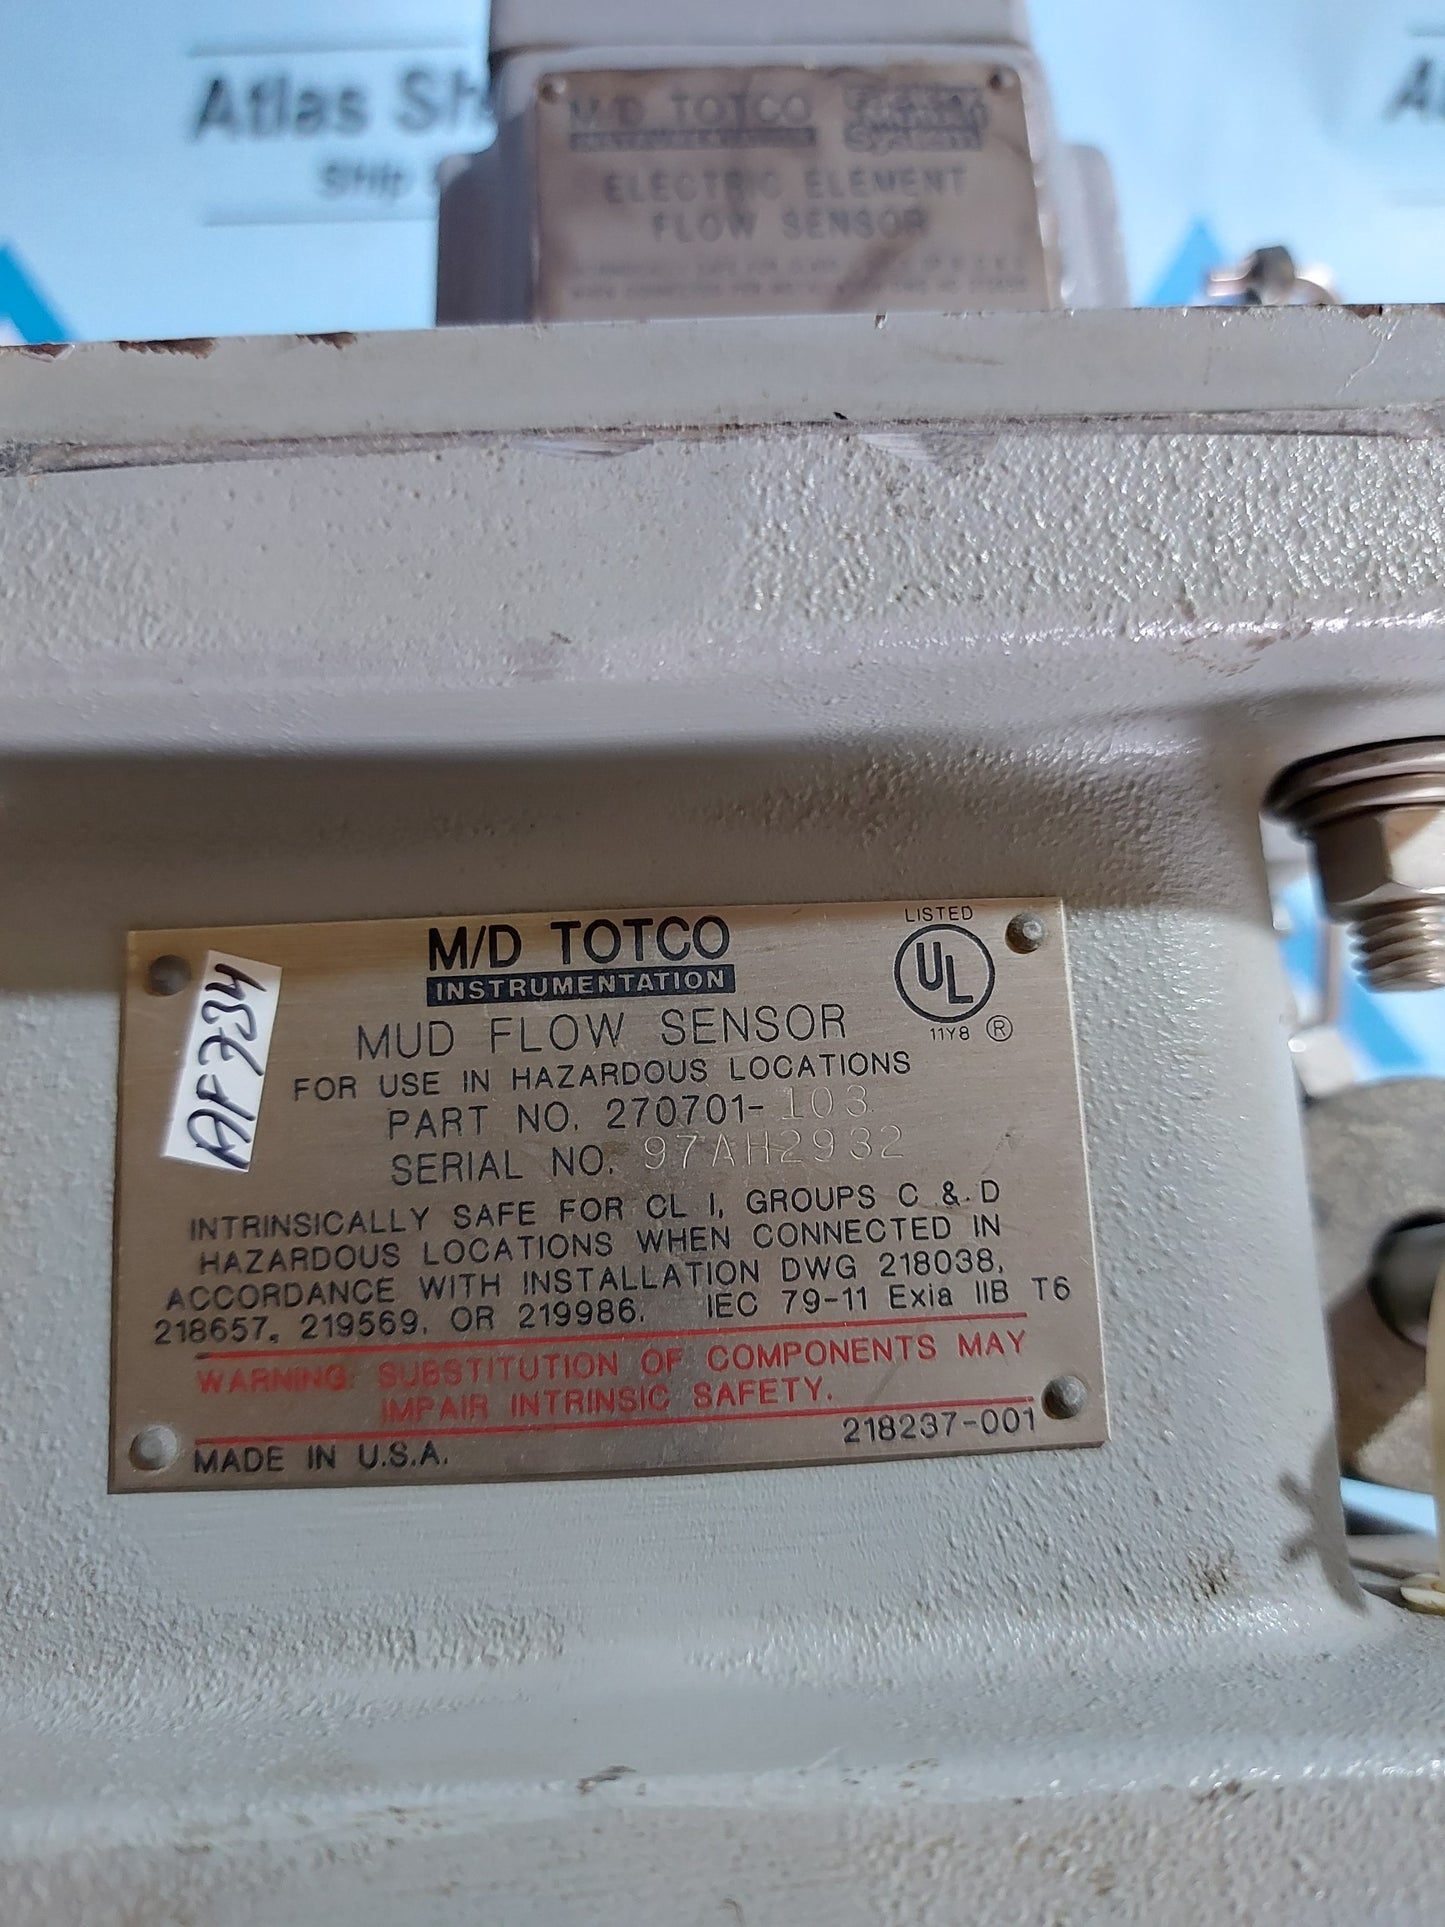 Atlas Sh
Ship
M/D TOTCO
ELECTRIC ELEMENT
FLOW SENSOR
M/D TOTCO
INSTRUMENTATION
LISTED
UL
11Y8 ®
MUD FLOW SENSOR
FOR USE IN HAZARDOUS LOCATIONS
PART NO. 270701-103
SERIAL NO. 97AH2932
INTRINSICALLY SAFE FOR CL I, GROUPS C & D
HAZARDOUS LOCATIONS WHEN CONNECTED IN
ACCORDANCE WITH INSTALLATION DWG 218038,
218657, 219569, OR 219986. IEC 79-11 Exia IIB T6
WARNING: SUBSTITUTION OF COMPONENTS MAY
IMPAIR INTRINSIC SAFETY.
218237-001
MADE IN U.S.A.
AF734